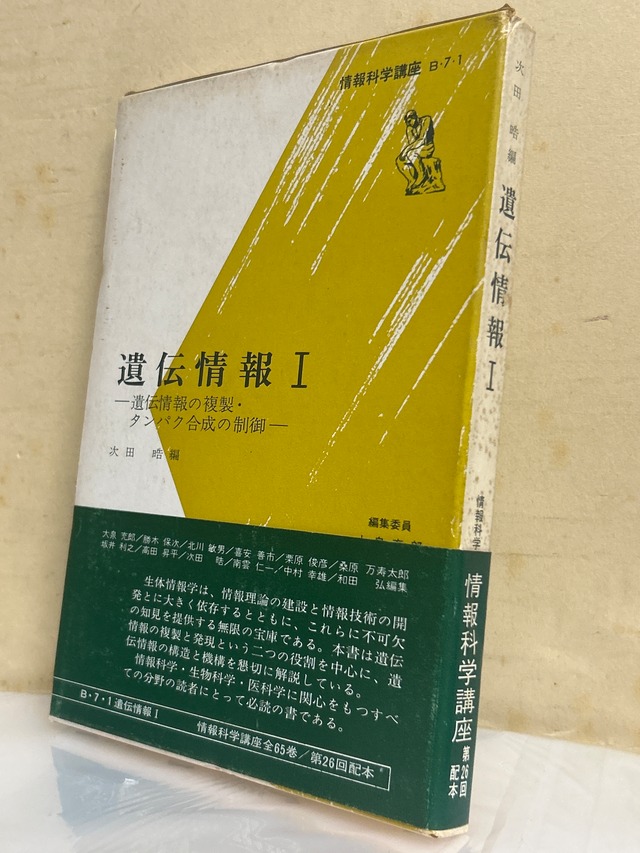 情報科学講座 B・7・1
遺伝情報 I
―遺伝情報の複製・
タンパク合成の制御―
次田 晧編
編集委員
大泉 充郎／勝木 保次／北川 敏男／喜安 善市／栗原 俊彦／桑原 万寿太郎
坂井 利之／高田 昇平／次田 晧／南雲 仁一／中村 幸雄／和田 弘編集
生体情報学は、情報理論の建設と情報技術の開
発とに大きく依存するとともに、これらに不可欠
の知見を提供する無限の宝庫である。本書は遺伝
情報の複製と発現という二つの役割を中心に、遺
伝情報の構造と機構を懇切に解説している。
情報科学・生物科学・医科学に関心をもつすべ
ての分野の読者にとって必読の書である。
B・7・1 遺伝情報 I
情報科学講座全65巻／第26回配本
次田 晧編
遺伝情報 I
情報科学
情報科学講座
第26回
配本